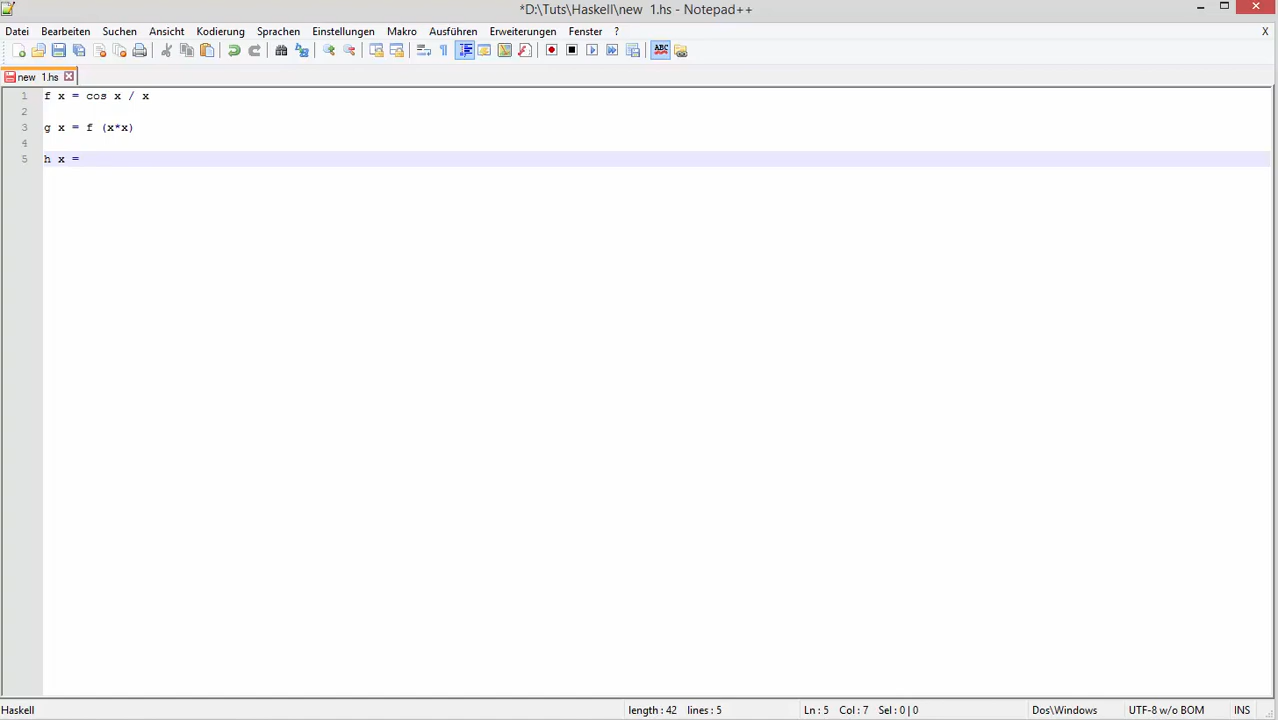 *D:\Tuts\Haskell\new  1.hs - Notepad++
Datei Bearbeiten Suchen Ansicht Kodierung Sprachen Einstellungen Makro Ausführen Erweiterungen Fenster ? X
ABC
new  1.hs
1 f x = cos x / x
2
3 g x = f (x*x)
4
5 h x =
Haskell length : 42 lines : 5 Ln : 5 Col : 7 Sel : 0 | 0 Dos\Windows UTF-8 w/o BOM INS